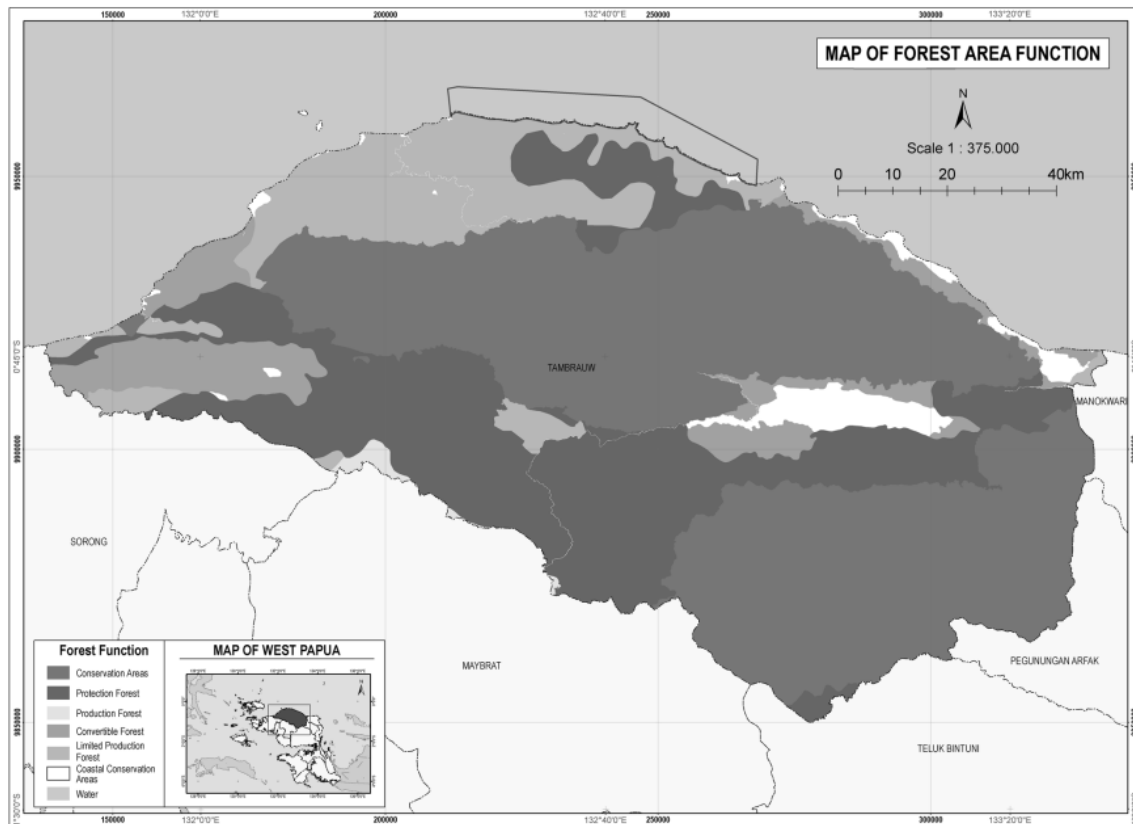 150000 132°0'0"E 200000 132°40'0"E 250000 300000 133°20'0"E
MAP OF FOREST AREA FUNCTION
N
Scale 1 : 375.000
0 10 20 40km
9950000
0°45'0"S
TAMBRAUW
MANOKWARI
9900000
SORONG
MAYBRAT
PEGUNUNGAN ARFAK
TELUK BINTUNI
Forest Function
Conservation Areas
Protection Forest
Production Forest
Convertible Forest
Limited Production
Forest
Coastal Conservation
Areas
Water
MAP OF WEST PAPUA
9850000
150000 132°0'0"E 200000 132°40'0"E 250000 300000 133°20'0"E